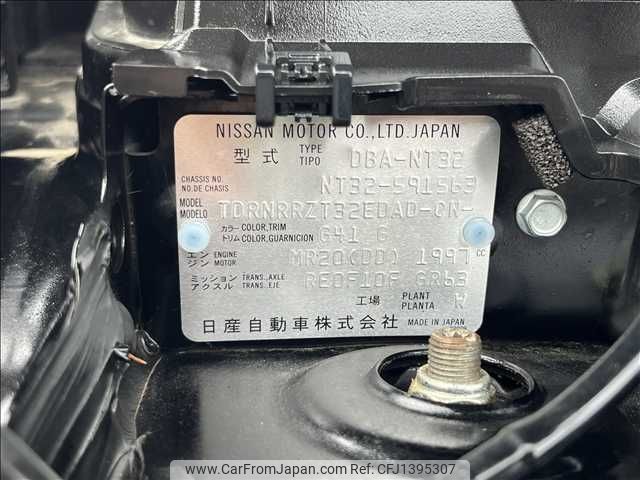 NISSAN MOTOR CO.,LTD.JAPAN
型式 TYPE TIPO DBA-NT32
CHASSIS NO. NO.DE CHASIS NT32-591563
MODEL MODELO TDRNRRZT32EDAD-CN-
カラー COLOR,TRIM トリム COLOR,GUARNICION G41 G
エンジン ENGINE MOTOR MR20(DD) 1997 CC
ミッション TRANS.,AXLE アクスル TRANS.,EJE RE0F10F GR63
工場 PLANT PLANTA W
日産自動車株式会社 MADE IN JAPAN
www.CarFromJapan.com | CFJ1395307